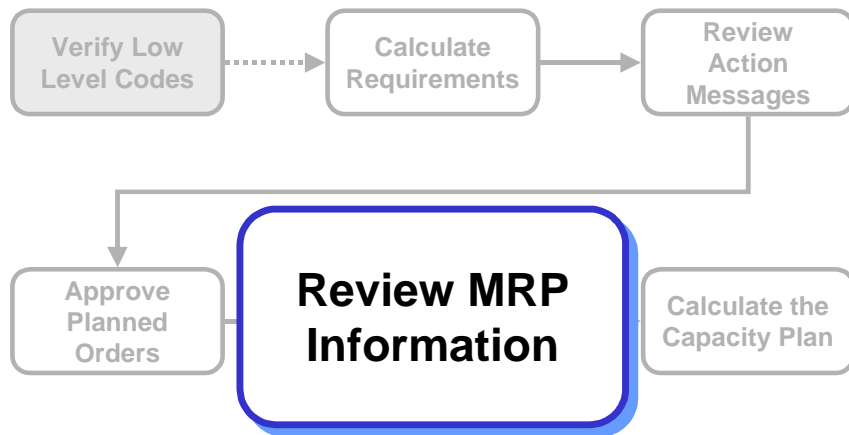 Verify Low
Level Codes
Calculate
Requirements
Review
Action
Messages
Approve
Planned
Orders
Review MRP
Information
Calculate the
Capacity Plan